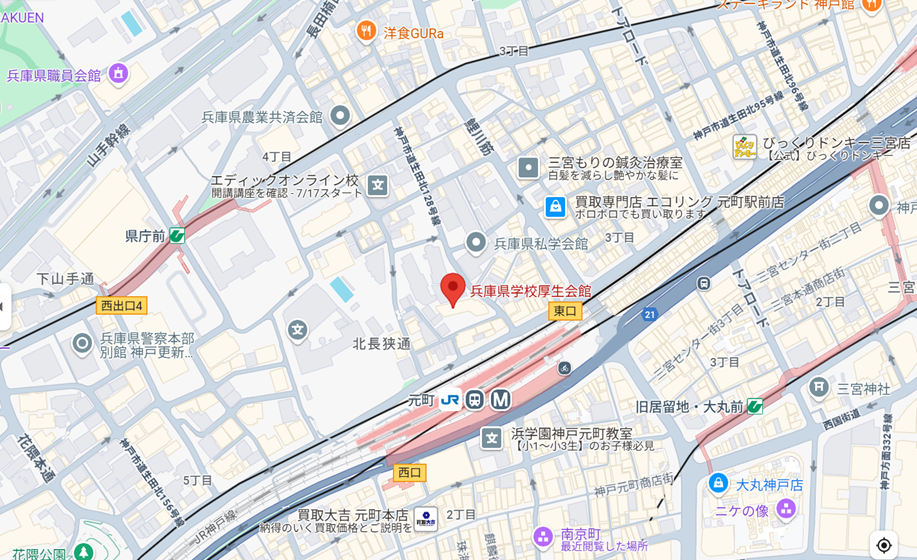 AKUEN
長田楠
洋食GURa
3丁目
トアロード
ステーキランド 神戸館
兵庫県職員会館
山手幹線
兵庫県農業共済会館
4丁目
エディックオンライン校
開講講座を確認 - 7/17スタート
神戸市道生田北128号線
鯉川筋
神戸市道生田北96号線
神戸市道生田北95号線
びっくりドンキー三宮店
【公式】びっくりドンキー
三宮もりの鍼灸治療室
白髪を減らし艶やかな髪に
買取専門店 エコリング 元町駅前店
ボロボロでも買い取ります
県庁前
兵庫県私学会館
3丁目
神戸
下山手通
西出口4
兵庫県学校厚生会館
東口
21
三宮センター街三丁目
三宮本通商店街
三宮
2丁目
トアロード
三宮センター街3丁目
3丁目
兵庫県警察本部
別館 神戸更新...
北長狭通
元町
JR
M
旧居留地・大丸前
三宮神社
西国街道
浜学園神戸元町教室
【小1～小3生】のお子様必見
花隈本通
神戸市道生田北156号線
5丁目
西口
神戸元町商店街
大丸神戸店
ニケの像
神戸方面332号線
JR神戸線
買取大吉 元町本店
納得のいく買取価格とご説明を
買取大吉
2丁目
南京町
最近閲覧した場所
花隈公園